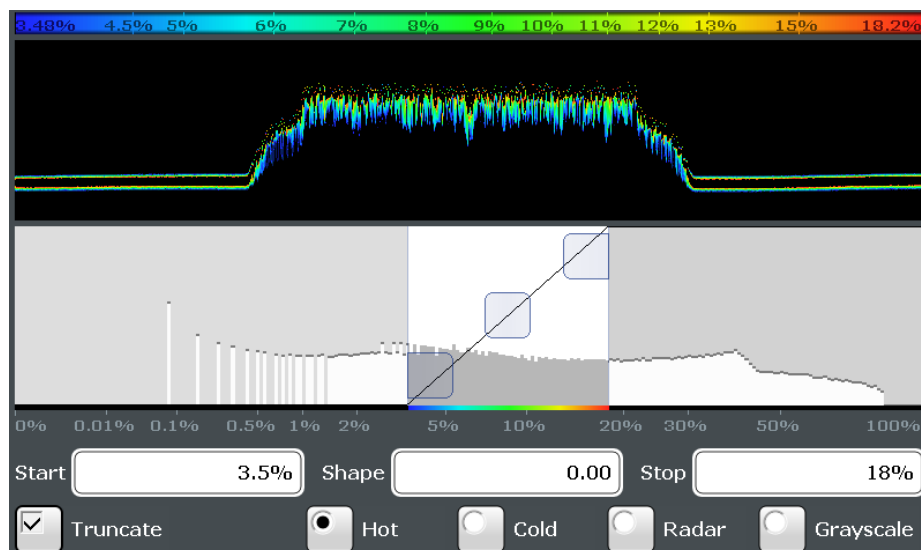 3.48% 4.5% 5% 6% 7% 8% 9% 10% 11% 12% 13% 15% 18.2%
0% 0.01% 0.1% 0.5% 1% 2% 5% 10% 20% 30% 50% 100%
Start 3.5% Shape 0.00 Stop 18%
Truncate Hot Cold Radar Grayscale